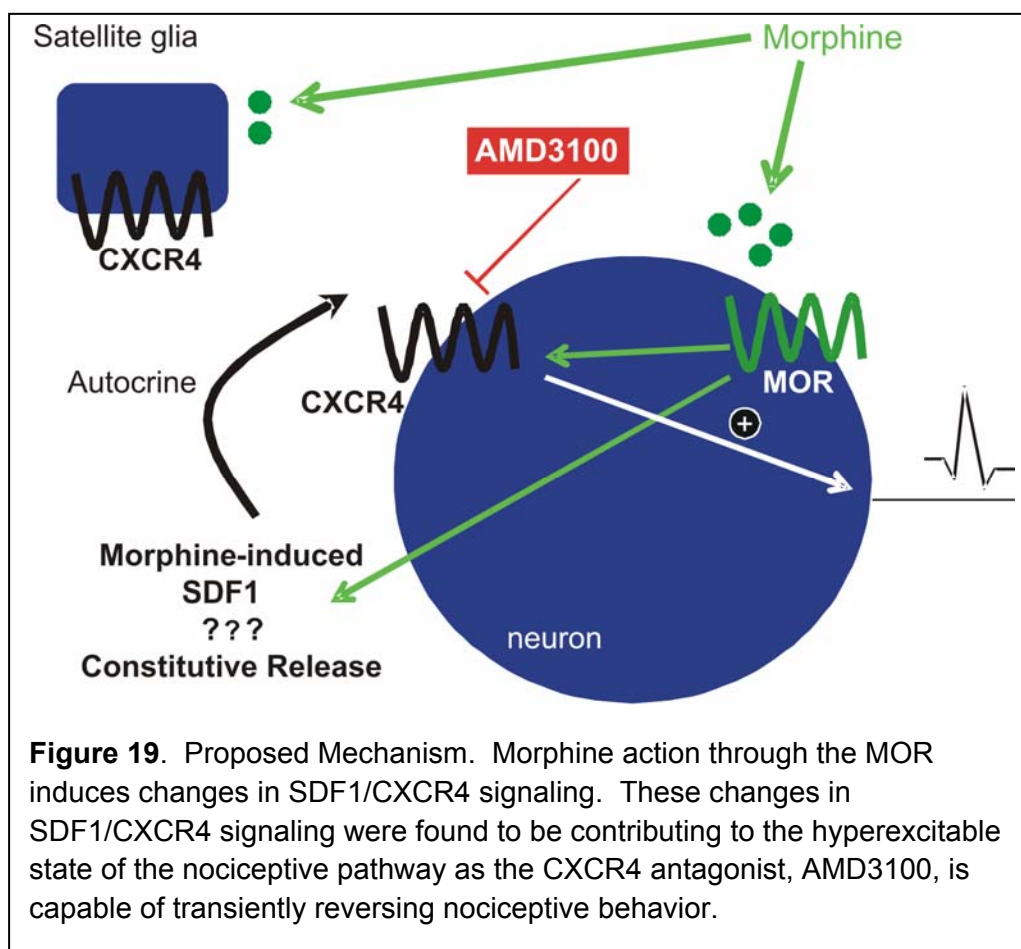 Satellite glia
Morphine
AMD3100
CXCR4
Autocrine
CXCR4
MOR
+
Morphine-induced
SDF1
???
Constitutive Release
neuron
Figure 19. Proposed Mechanism. Morphine action through the MOR
induces changes in SDF1/CXCR4 signaling. These changes in
SDF1/CXCR4 signaling were found to be contributing to the hyperexcitable
state of the nociceptive pathway as the CXCR4 antagonist, AMD3100, is
capable of transiently reversing nociceptive behavior.